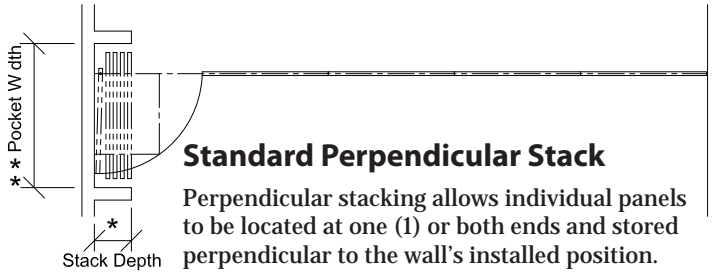 ** Pocket W dth
Standard Perpendicular Stack
Perpendicular stacking allows individual panels
to be located at one (1) or both ends and stored
perpendicular to the wall's installed position.
*
Stack Depth